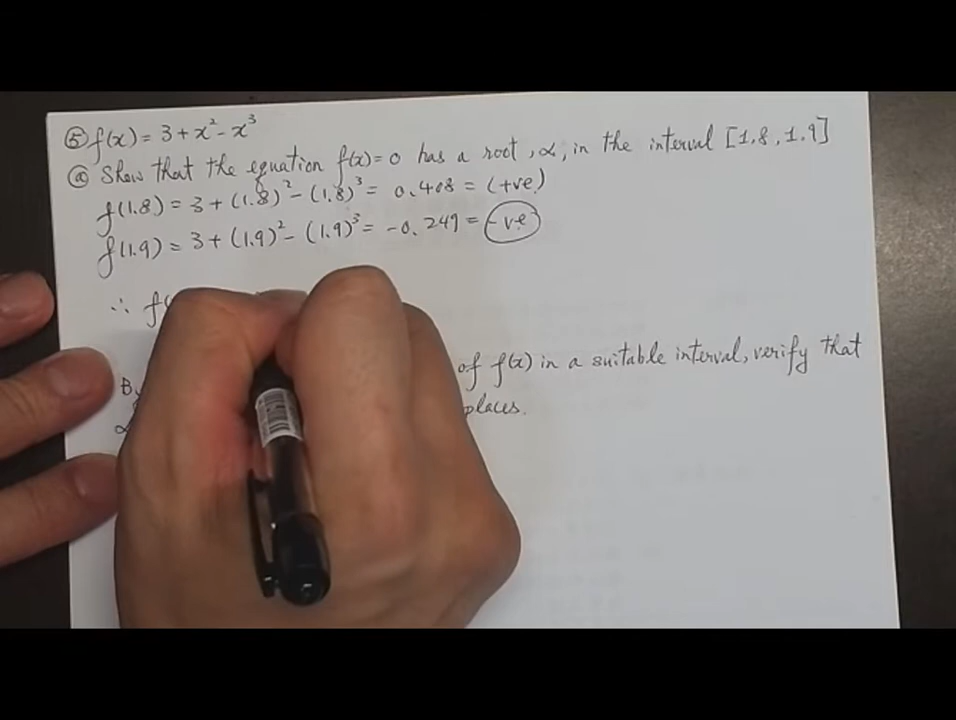 ⑤ f(x) = 3 + x² - x³
ⓐ Show that the equation f(x)=0 has a root, α, in the interval [1.8, 1.9]
f(1.8) = 3 + (1.8)² - (1.8)³ = 0.408 = (+ve)
f(1.9) = 3 + (1.9)² - (1.9)³ = -0.249 = -ve
∴ f(
of f(x) in a suitable interval, verify that
places.